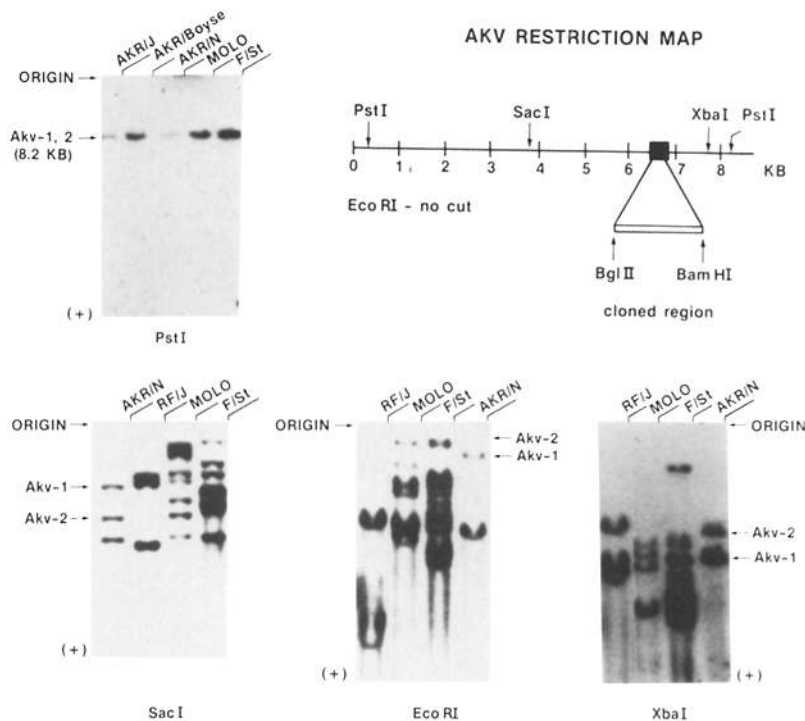 AKR/J AKR/Boyse AKR/N MOLO F/St
ORIGIN
Akv-1, 2
(8.2 KB)
(+)
PstI
AKV RESTRICTION MAP
PstI SacI XbaI PstI
0 1 2 3 4 5 6 7 8 KB
Eco RI - no cut
Bgl II Bam HI
cloned region
AKR/N RF/J MOLO F/St
ORIGIN
Akv-1
Akv-2
(+)
Sac I
RF/J MOLO F/St AKR/N
ORIGIN
Akv-2
Akv-1
(+)
Eco RI
RF/J MOLO F/St AKR/N
ORIGIN
Akv-2
Akv-1
(+)
XbaI